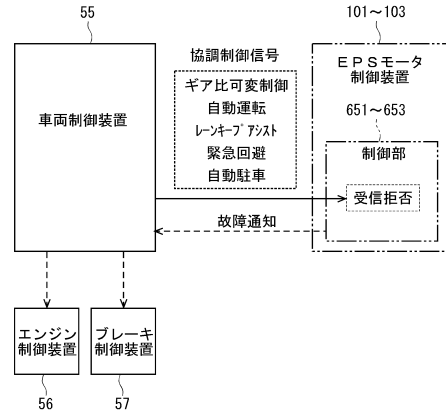 55
101〜103
協調制御信号
ギア比可変制御
自動運転
レーンキープアシスト
緊急回避
自動駐車
車両制御装置
EPSモータ
制御装置
651〜653
制御部
受信拒否
故障通知
エンジン
制御装置
ブレーキ
制御装置
56
57